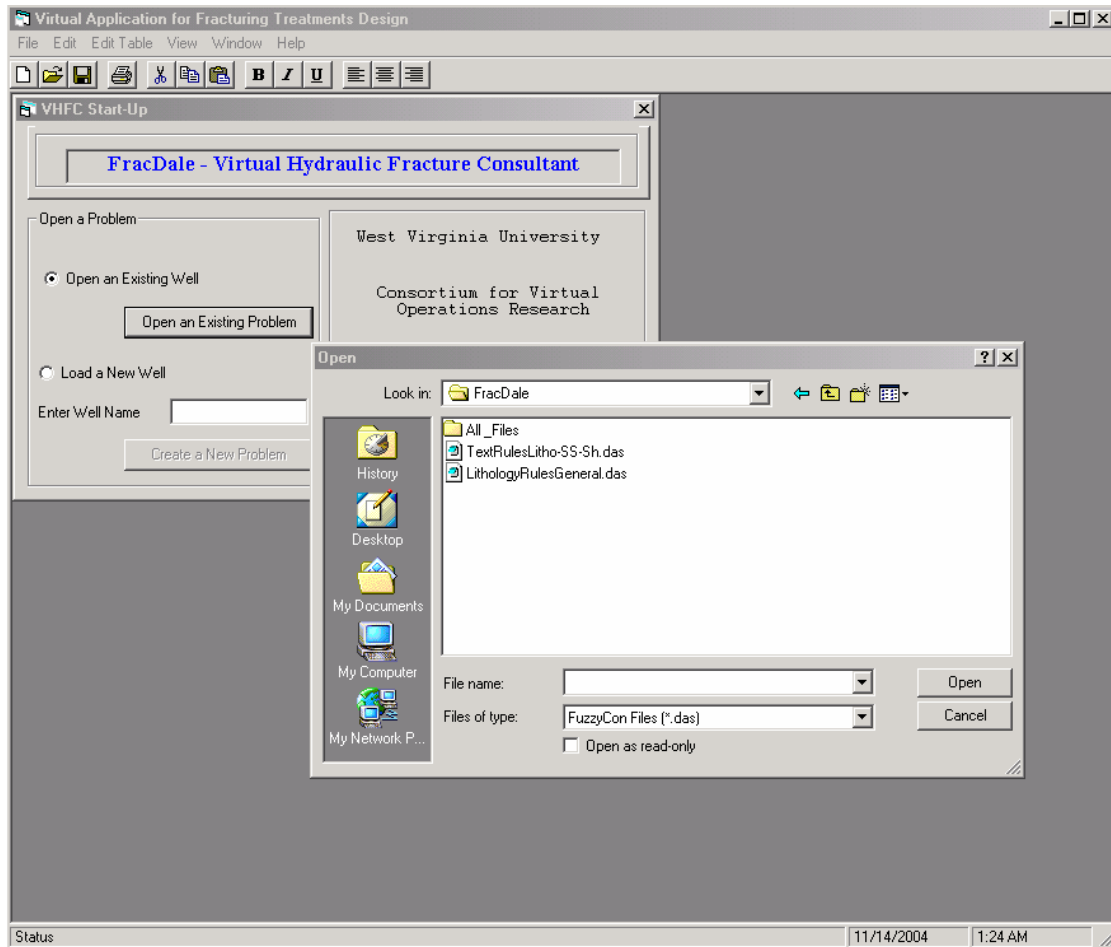 Virtual Application for Fracturing Treatments Design
File Edit Edit Table View Window Help
B I U
VHFC Start-Up
FracDale - Virtual Hydraulic Fracture Consultant
Open a Problem
Open an Existing Well
Open an Existing Problem
Load a New Well
Enter Well Name
Create a New Problem
West Virginia University
Consortium for Virtual
Operations Research
Open
Look in: FracDale
History
Desktop
My Documents
My Computer
My Network P...
All_Files
TextRulesLitho-SS-Sh.das
LithologyRulesGeneral.das
File name:
Open
Files of type: FuzzyCon Files (*.das)
Cancel
Open as read-only
Status 11/14/2004 1:24 AM